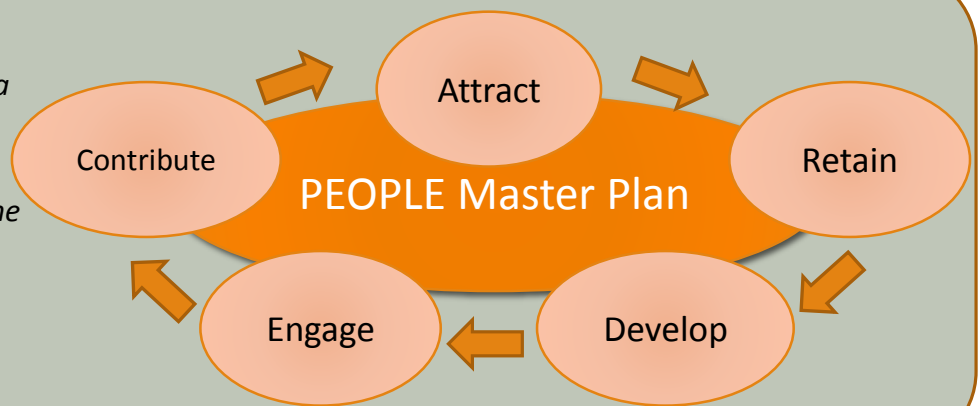 Attract
a
Contribute
Retain
PEOPLE Master Plan
Engage
Develop